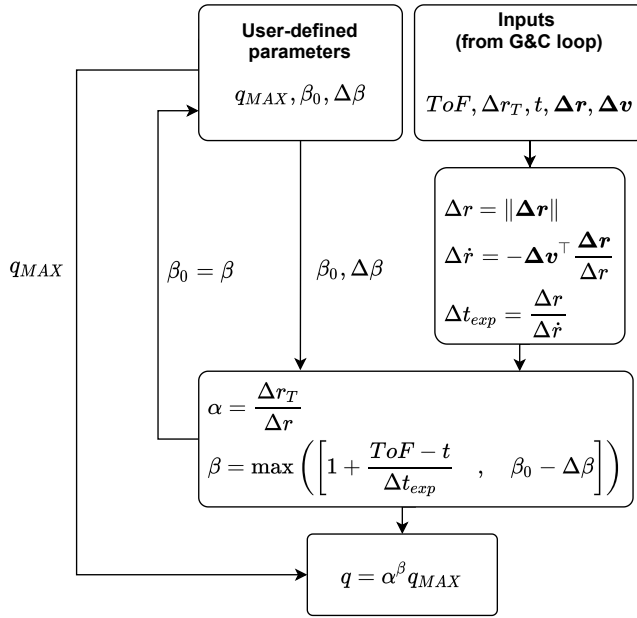 User-defined
parameters
q_{MAX}, β_0, Δβ
Inputs
(from G&C loop)
ToF, Δr_T, t, Δr, Δv
Δr = ‖Δr‖
Δṙ = −Δv^⊤ Δr/Δr
Δt_{exp} = Δr/Δṙ
q_{MAX}
β_0 = β
β_0, Δβ
α = Δr_T/Δr
β = max([1 + (ToF − t)/Δt_{exp} , β_0 − Δβ])
q = α^β q_{MAX}